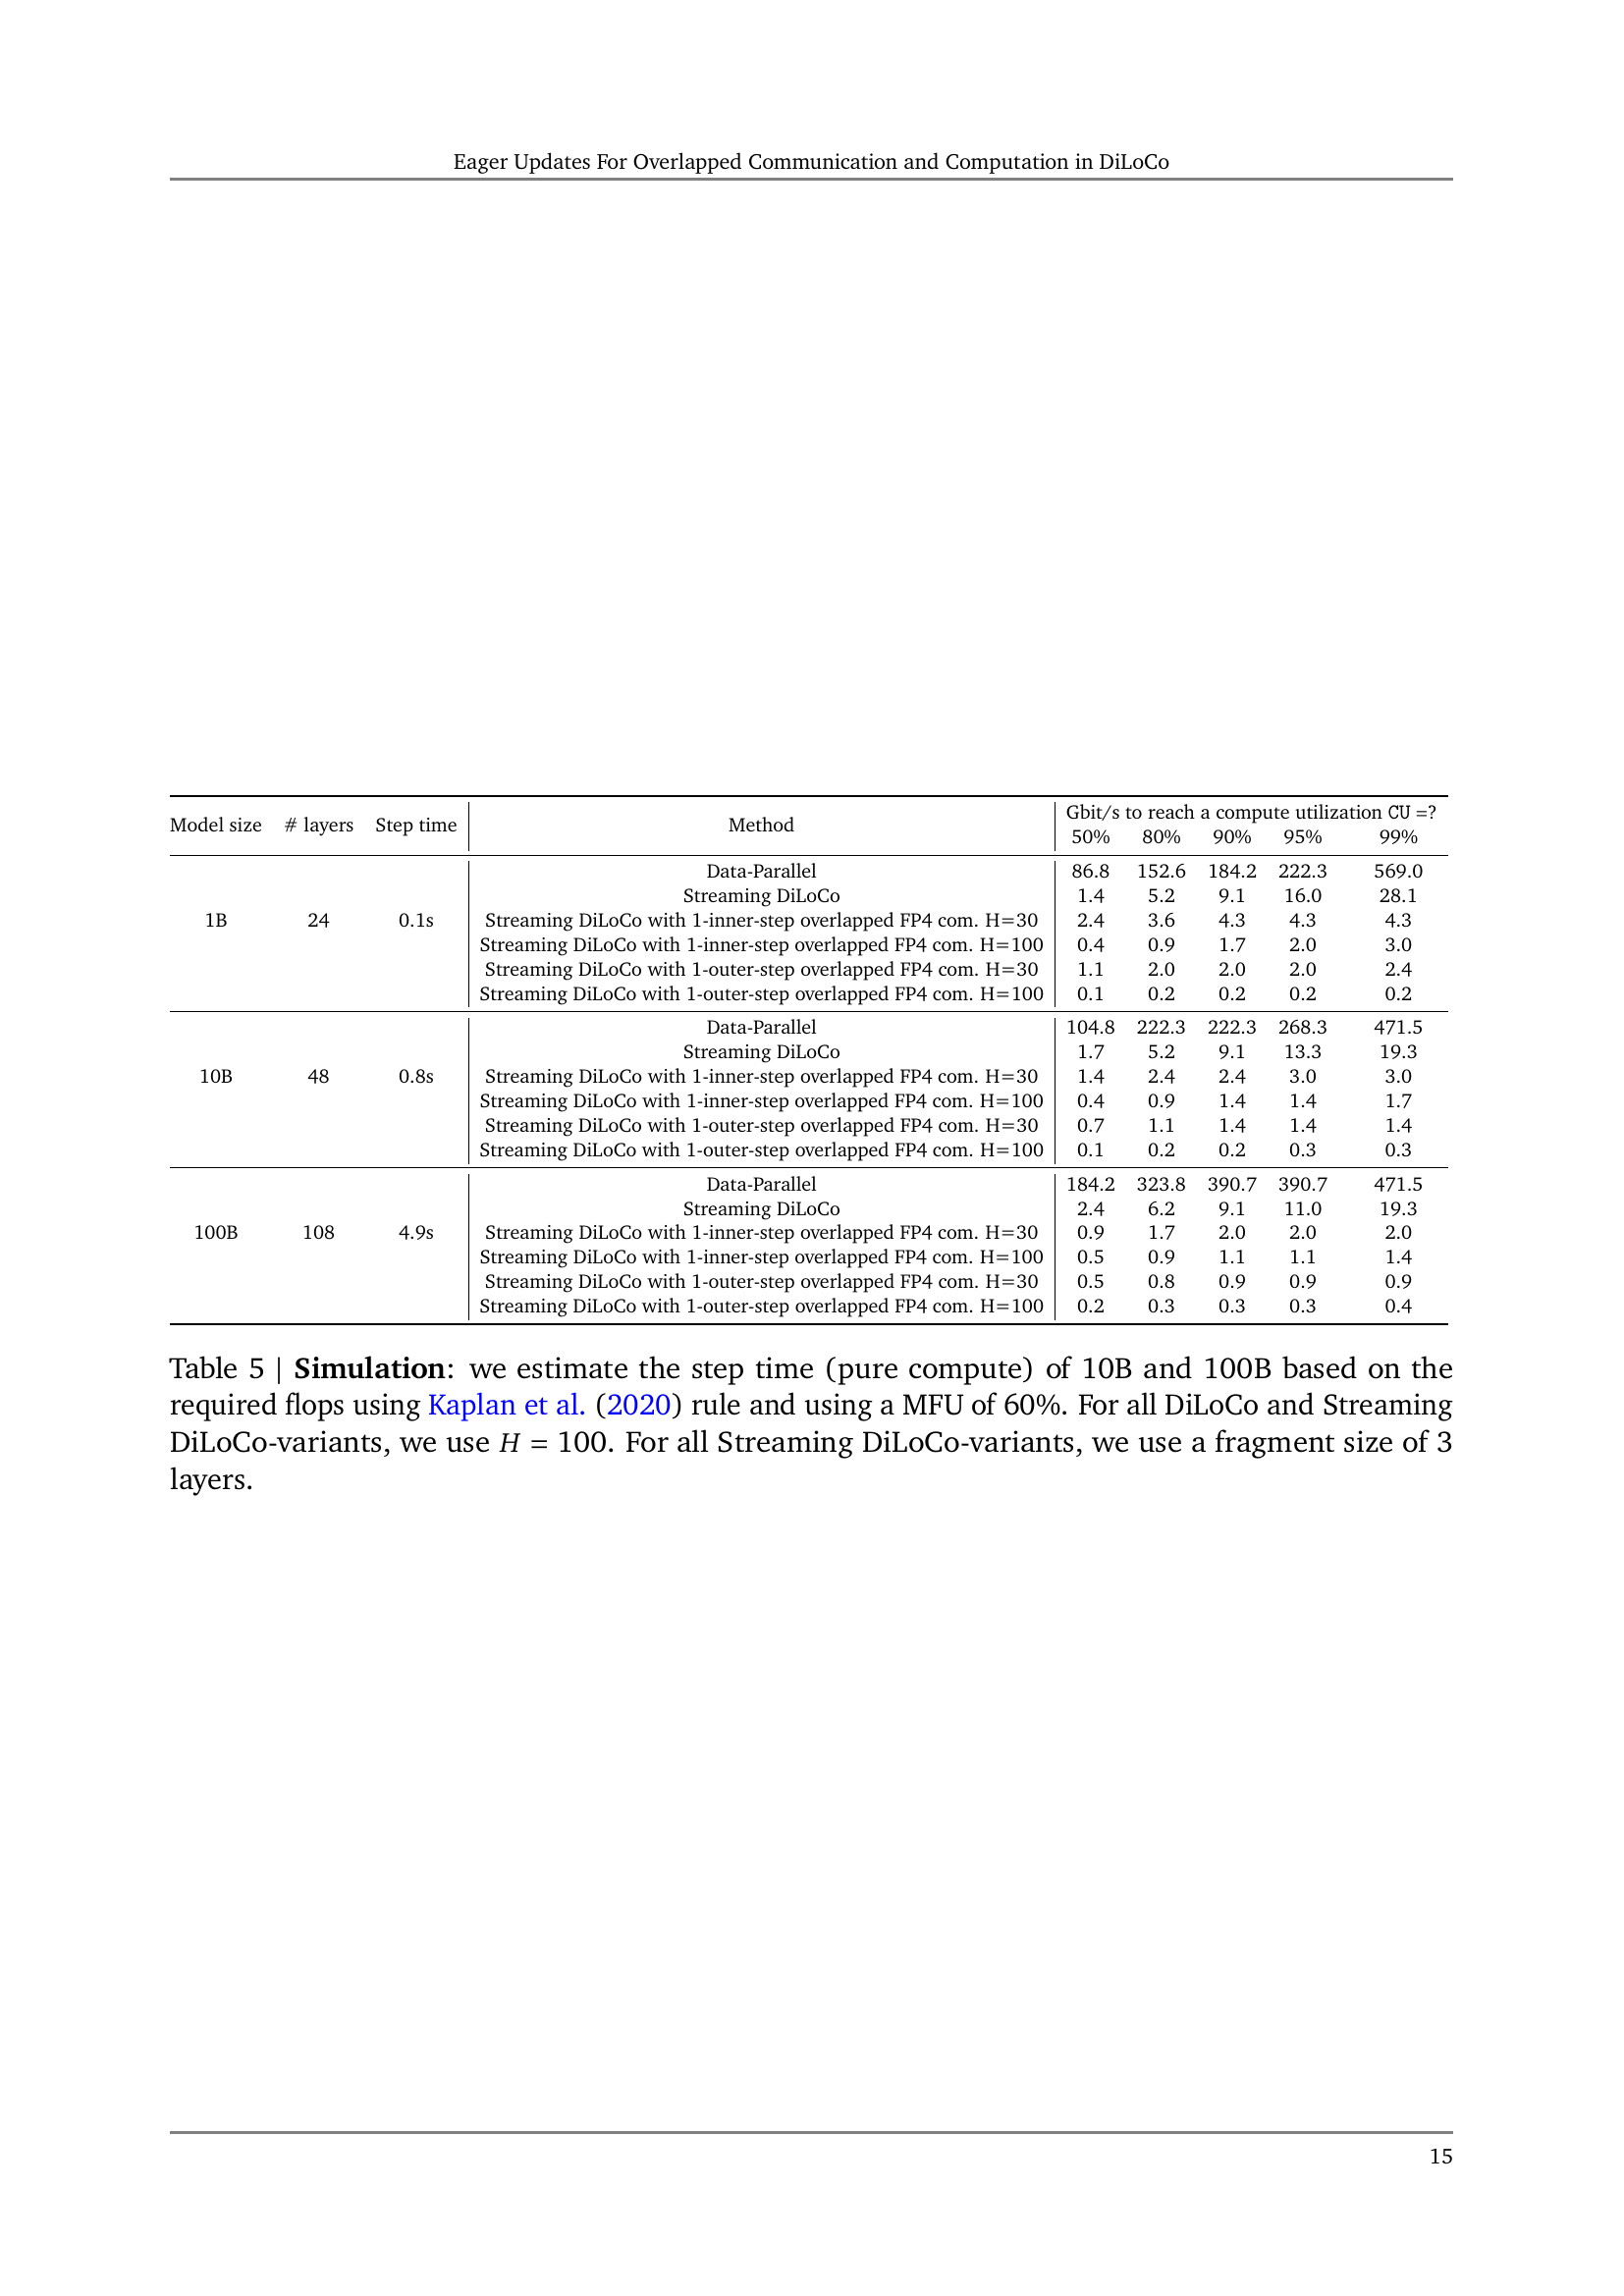 Eager Updates For Overlapped Communication and Computation in DiLoCo
Model size # layers Step time Method Gbit/s to reach a compute utilization CU =?
50% 80% 90% 95% 99%
Data-Parallel 86.8 152.6 184.2 222.3 569.0
Streaming DiLoCo 1.4 5.2 9.1 16.0 28.1
1B 24 0.1s Streaming DiLoCo with 1-inner-step overlapped FP4 com. H=30 2.4 3.6 4.3 4.3 4.3
Streaming DiLoCo with 1-inner-step overlapped FP4 com. H=100 0.4 0.9 1.7 2.0 3.0
Streaming DiLoCo with 1-outer-step overlapped FP4 com. H=30 1.1 2.0 2.0 2.0 2.4
Streaming DiLoCo with 1-outer-step overlapped FP4 com. H=100 0.1 0.2 0.2 0.2 0.2
Data-Parallel 104.8 222.3 222.3 268.3 471.5
Streaming DiLoCo 1.7 5.2 9.1 13.3 19.3
10B 48 0.8s Streaming DiLoCo with 1-inner-step overlapped FP4 com. H=30 1.4 2.4 2.4 3.0 3.0
Streaming DiLoCo with 1-inner-step overlapped FP4 com. H=100 0.4 0.9 1.4 1.4 1.7
Streaming DiLoCo with 1-outer-step overlapped FP4 com. H=30 0.7 1.1 1.4 1.4 1.4
Streaming DiLoCo with 1-outer-step overlapped FP4 com. H=100 0.1 0.2 0.2 0.3 0.3
Data-Parallel 184.2 323.8 390.7 390.7 471.5
Streaming DiLoCo 2.4 6.2 9.1 11.0 19.3
100B 108 4.9s Streaming DiLoCo with 1-inner-step overlapped FP4 com. H=30 0.9 1.7 2.0 2.0 2.0
Streaming DiLoCo with 1-inner-step overlapped FP4 com. H=100 0.5 0.9 1.1 1.1 1.4
Streaming DiLoCo with 1-outer-step overlapped FP4 com. H=30 0.5 0.8 0.9 0.9 0.9
Streaming DiLoCo with 1-outer-step overlapped FP4 com. H=100 0.2 0.3 0.3 0.3 0.4
Table 5 | Simulation: we estimate the step time (pure compute) of 10B and 100B based on the
required flops using Kaplan et al. (2020) rule and using a MFU of 60%. For all DiLoCo and Streaming
DiLoCo-variants, we use H = 100. For all Streaming DiLoCo-variants, we use a fragment size of 3
layers.
15